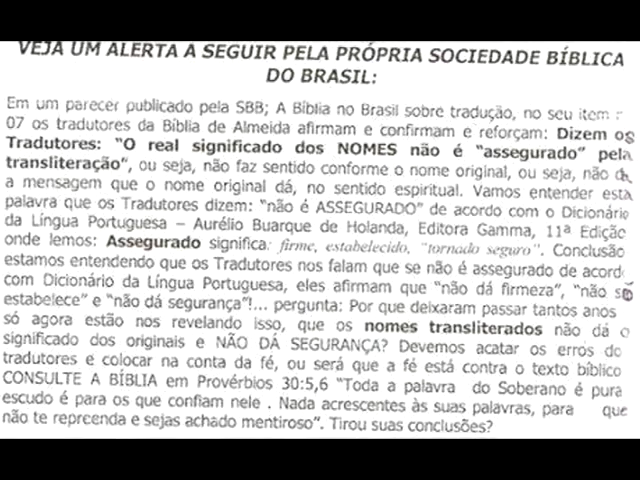 VEJA UM ALERTA A SEGUIR PELA PRÓPRIA SOCIEDADE BÍBLICA
DO BRASIL:
Em um parecer publicado pela SBB; A Bíblia no Brasil sobre tradução, no seu item
07 os tradutores da Bíblia de Almeida afirmam e confirmam e reforçam: Dizem os
Tradutores: "O real significado dos NOMES não é "assegurado" pela
transliteração", ou seja, não faz sentido conforme o nome original, ou seja, não
a mensagem que o nome original dá, no sentido espiritual. Vamos entender esta
palavra que os Tradutores dizem: "não é ASSEGURADO" de acordo com o Dicionário
da Língua Portuguesa – Aurélio Buarque de Holanda, Editora Gamma, 11ª Edição
onde lemos: Assegurado significa: firme, estabelecido, "tornado seguro". Conclusão
estamos entendendo que os Tradutores nos falam que se não é assegurado de acord
com Dicionário da Língua Portuguesa, eles afirmam que "não dá firmeza", "não s
estabelece" e "não dá segurança"!... pergunta: Por que deixaram passar tantos anos
só agora estão nos revelando isso, que os nomes transliterados não dá o
significado dos originais e NÃO DÁ SEGURANÇA? Devemos acatar os erros do
tradutores e colocar na conta da fé, ou será que a fé está contra o texto bíblico
CONSULTE A BÍBLIA em Provérbios 30:5,6 "Toda a palavra do Soberano é pura
escudo é para os que confiam nele . Nada acrescentes às suas palavras, para que
não te repreenda e sejas achado mentiroso". Tirou suas conclusões?